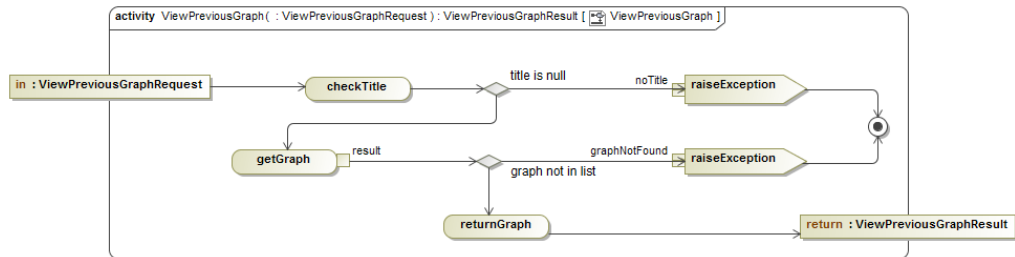 activity ViewPreviousGraph( : ViewPreviousGraphRequest ) : ViewPreviousGraphResult [ ViewPreviousGraph ]
in : ViewPreviousGraphRequest
checkTitle
title is null
noTitle
raiseException
getGraph
result
graph not in list
graphNotFound
raiseException
returnGraph
return : ViewPreviousGraphResult